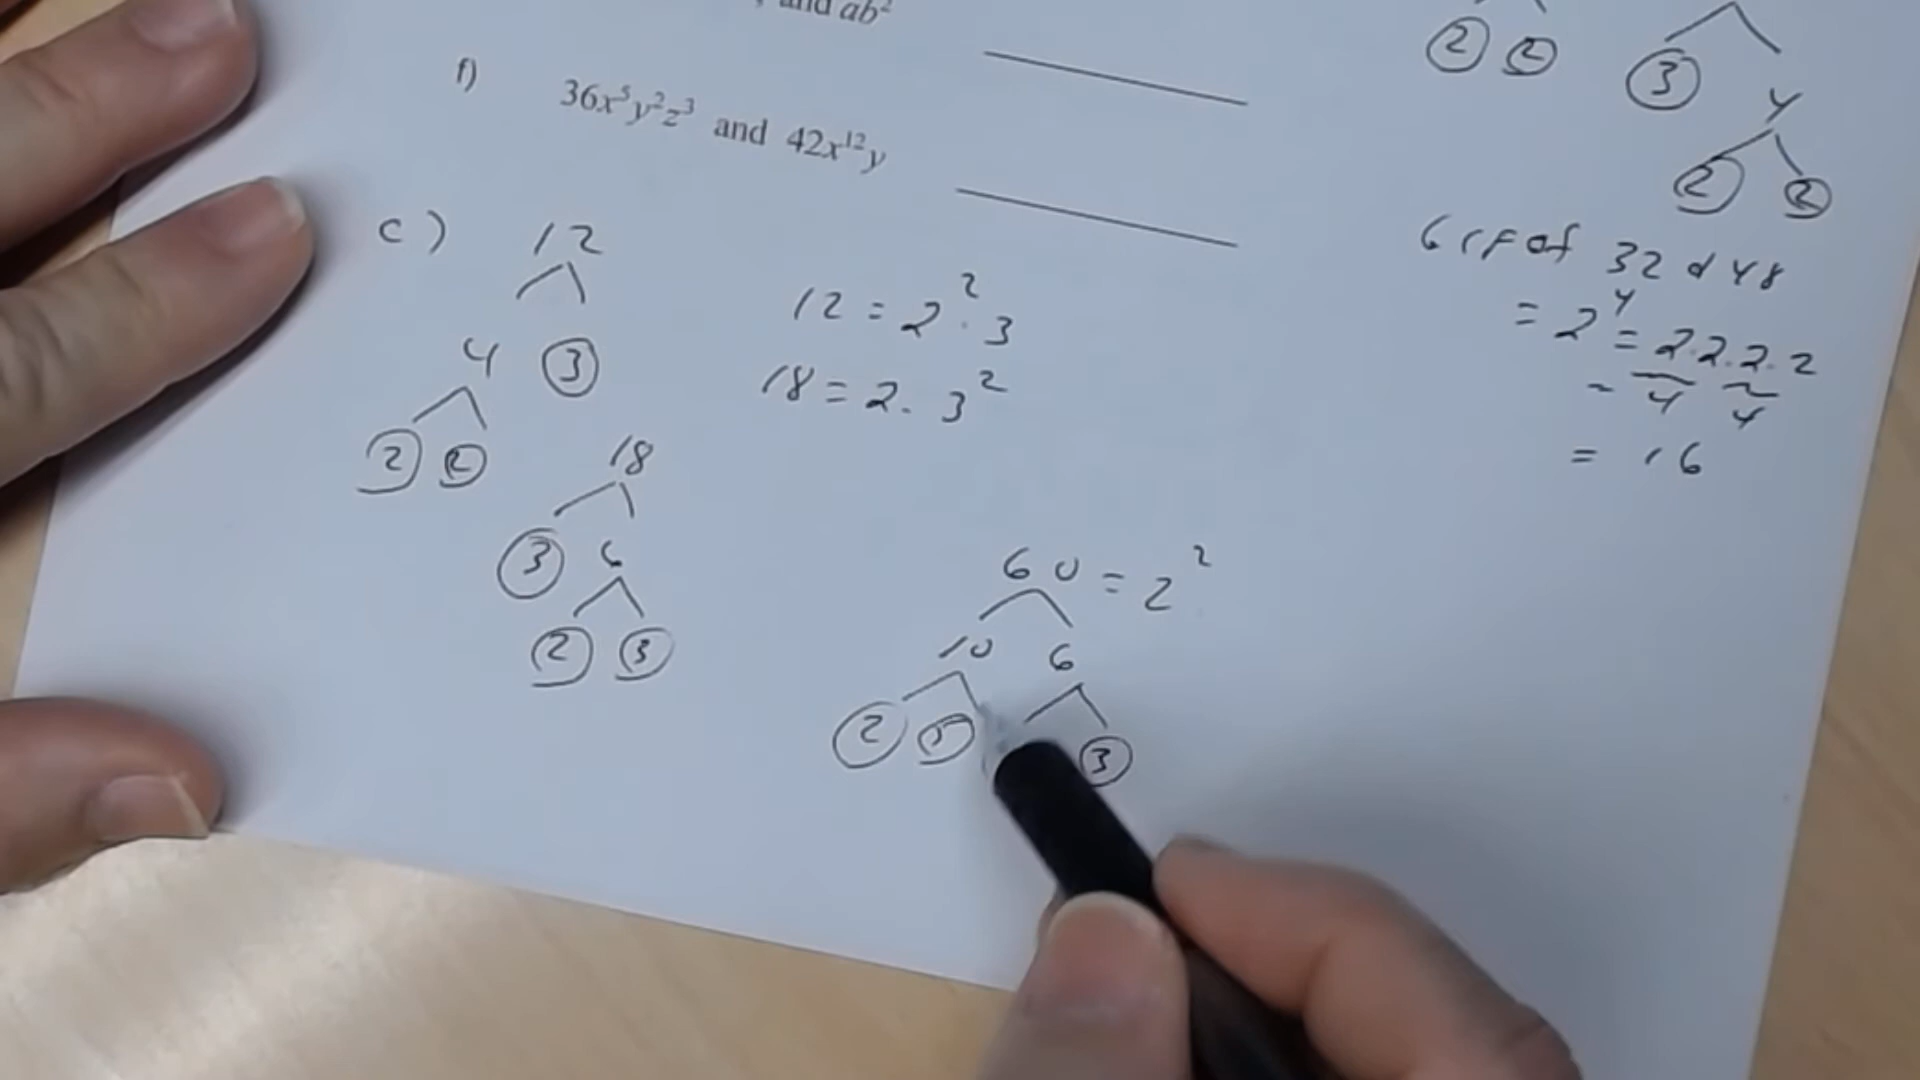 and ab²
f) 36x⁵y²z³ and 42x¹²y
2 2
3 4
2 2
c) 12
4 3
2 2
18
3 6
2 3
12 = 2² · 3
18 = 2 · 3²
60 = 2²
10 6
2 5
3
GCF of 32 & 48
= 2⁴ = 2·2·2·2
= 4 4
= 16